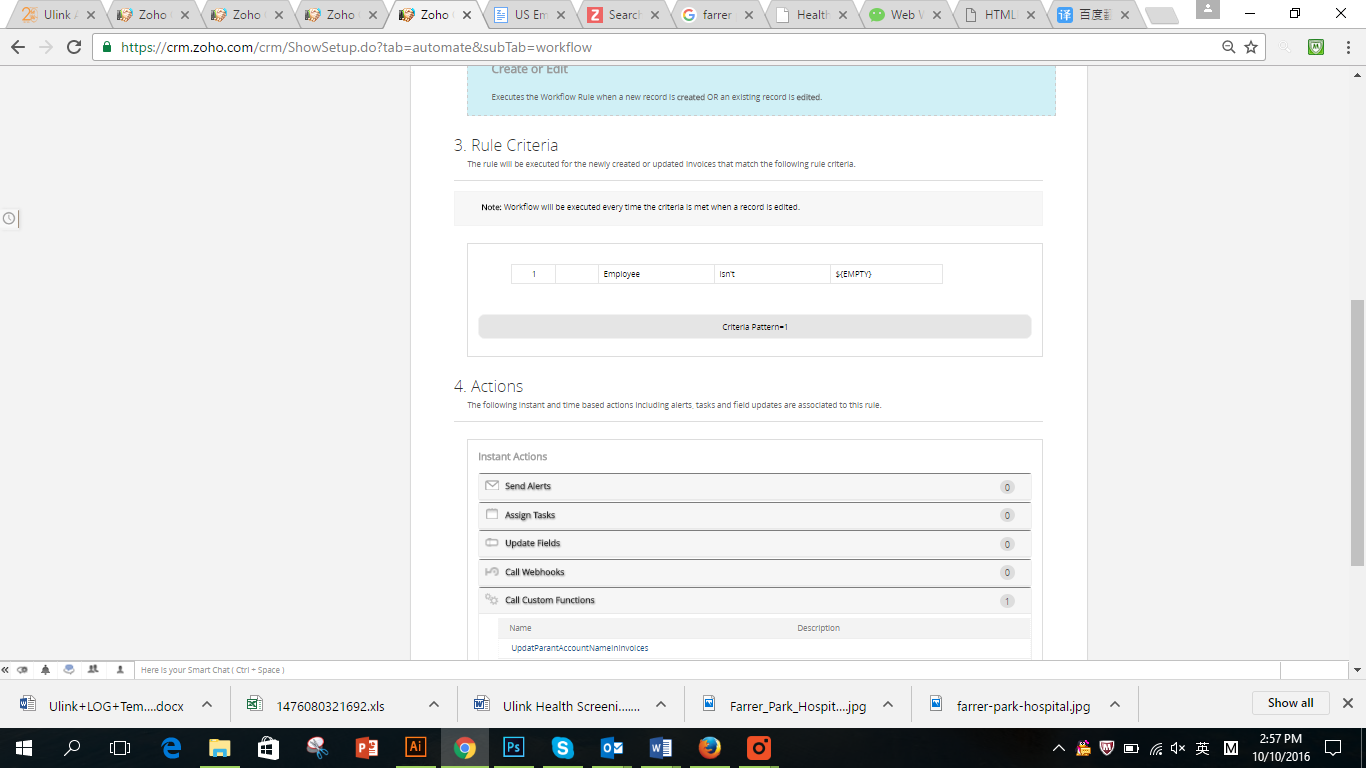 Ulink
Zoho
Zoho
Zoho
Zoho
US Em
Search
farrer
Health
Web W
HTML
百度
https://crm.zoho.com/crm/ShowSetup.do?tab=automate&subTab=workflow
Create or Edit
Executes the Workflow Rule when a new record is created OR an existing record is edited.
3. Rule Criteria
The rule will be executed for the newly created or updated Invoices that match the following rule criteria.
Note: Workflow will be executed every time the criteria is met when a record is edited.
1 Employee isn't ${EMPTY}
Criteria Pattern=1
4. Actions
The following instant and time based actions including alerts, tasks and field updates are associated to this rule.
Instant Actions
Send Alerts 0
Assign Tasks 0
Update Fields 0
Call Webhooks 0
Call Custom Functions 1
Name Description
UpdatParantAccountNameInInvoices
Here is your Smart Chat ( Ctrl + Space )
Ulink+LOG+Tem....docx
1476080321692.xls
Ulink Health Screeni.......
Farrer_Park_Hospit....jpg
farrer-park-hospital.jpg
Show all
英
M
2:57 PM
10/10/2016